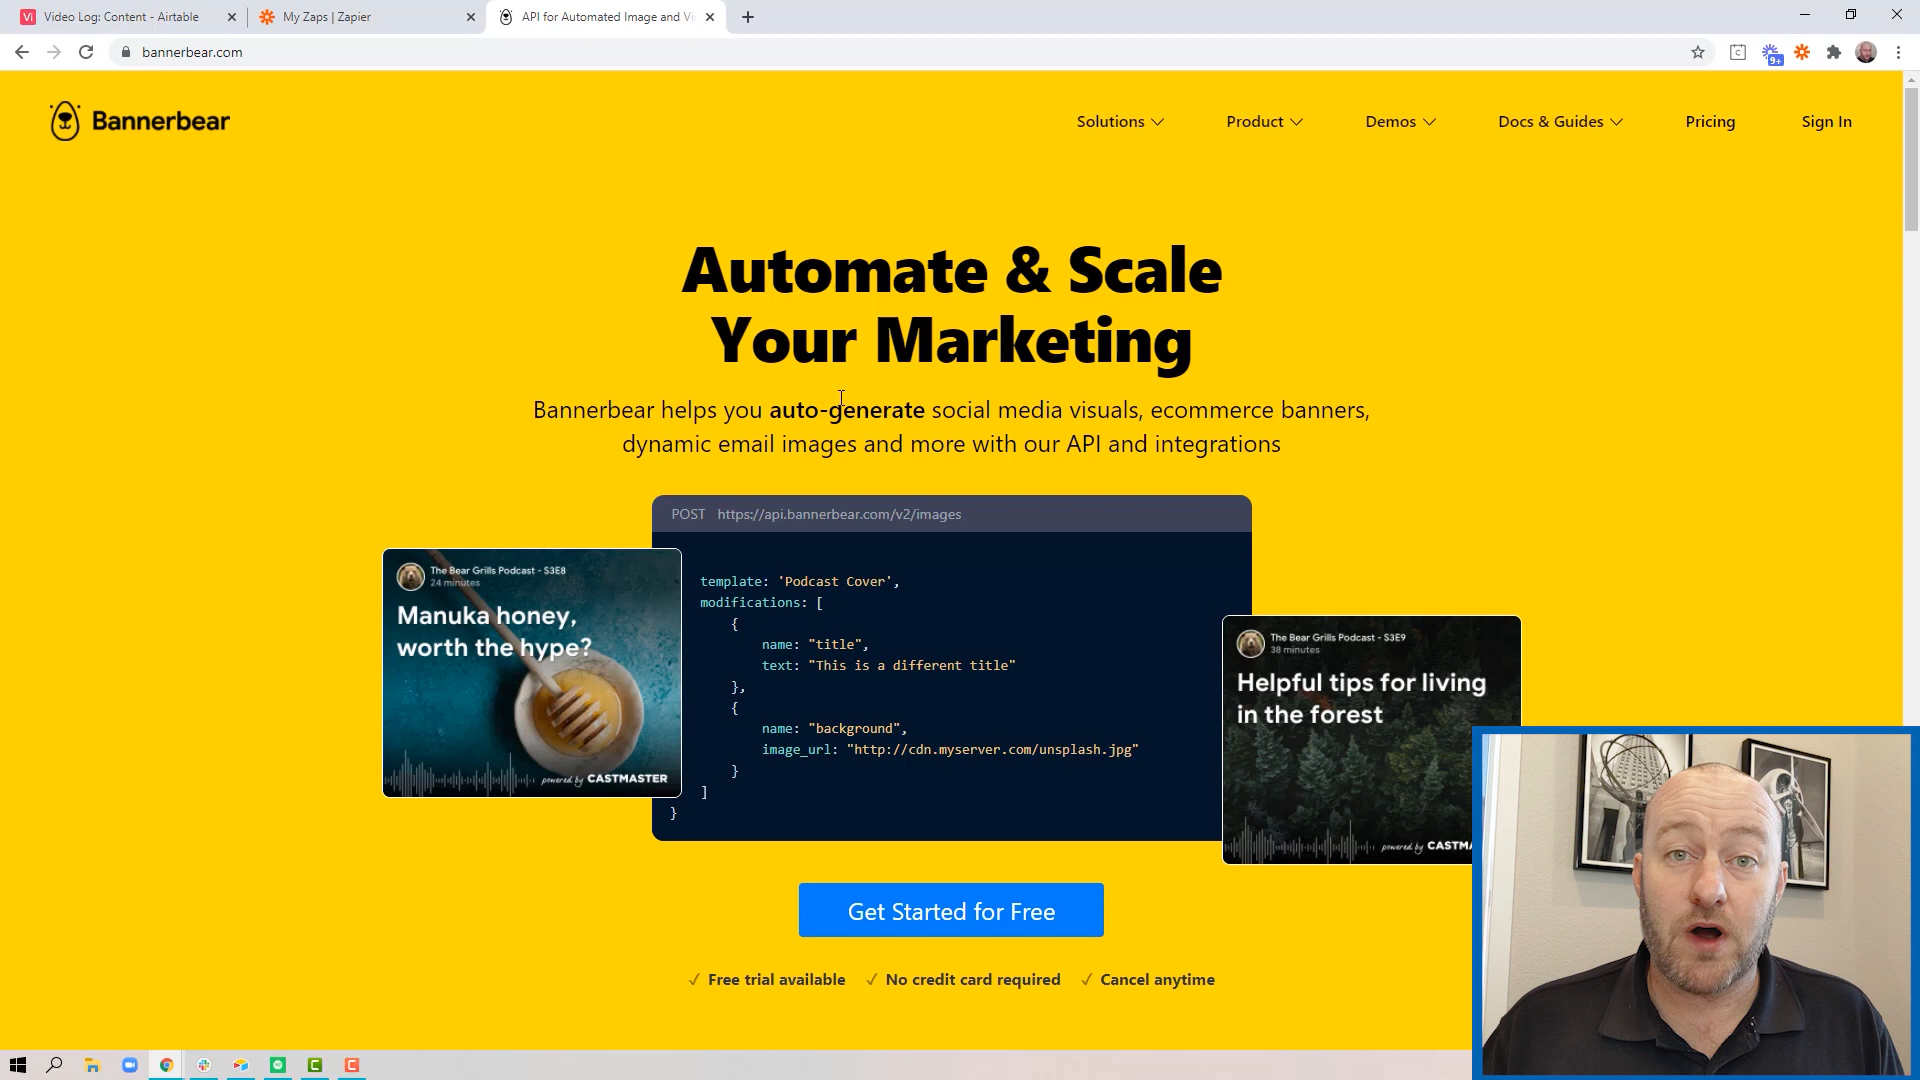 Video Log: Content - Airtable
My Zaps | Zapier
API for Automated Image and Vi
bannerbear.com
9+
Bannerbear
Solutions
Product
Demos
Docs & Guides
Pricing
Sign In
Automate & Scale
Your Marketing
Bannerbear helps you auto-generate social media visuals, ecommerce banners,
dynamic email images and more with our API and integrations
POST https://api.bannerbear.com/v2/images
template: 'Podcast Cover',
modifications: [
{
name: "title",
text: "This is a different title"
},
{
name: "background",
image_url: "http://cdn.myserver.com/unsplash.jpg"
}
]
}
The Bear Grills Podcast - S3E8
24 minutes
Manuka honey,
worth the hype?
powered by CASTMASTER
The Bear Grills Podcast - S3E9
38 minutes
Helpful tips for living
in the forest
powered by CASTMA
Get Started for Free
✓ Free trial available ✓ No credit card required ✓ Cancel anytime